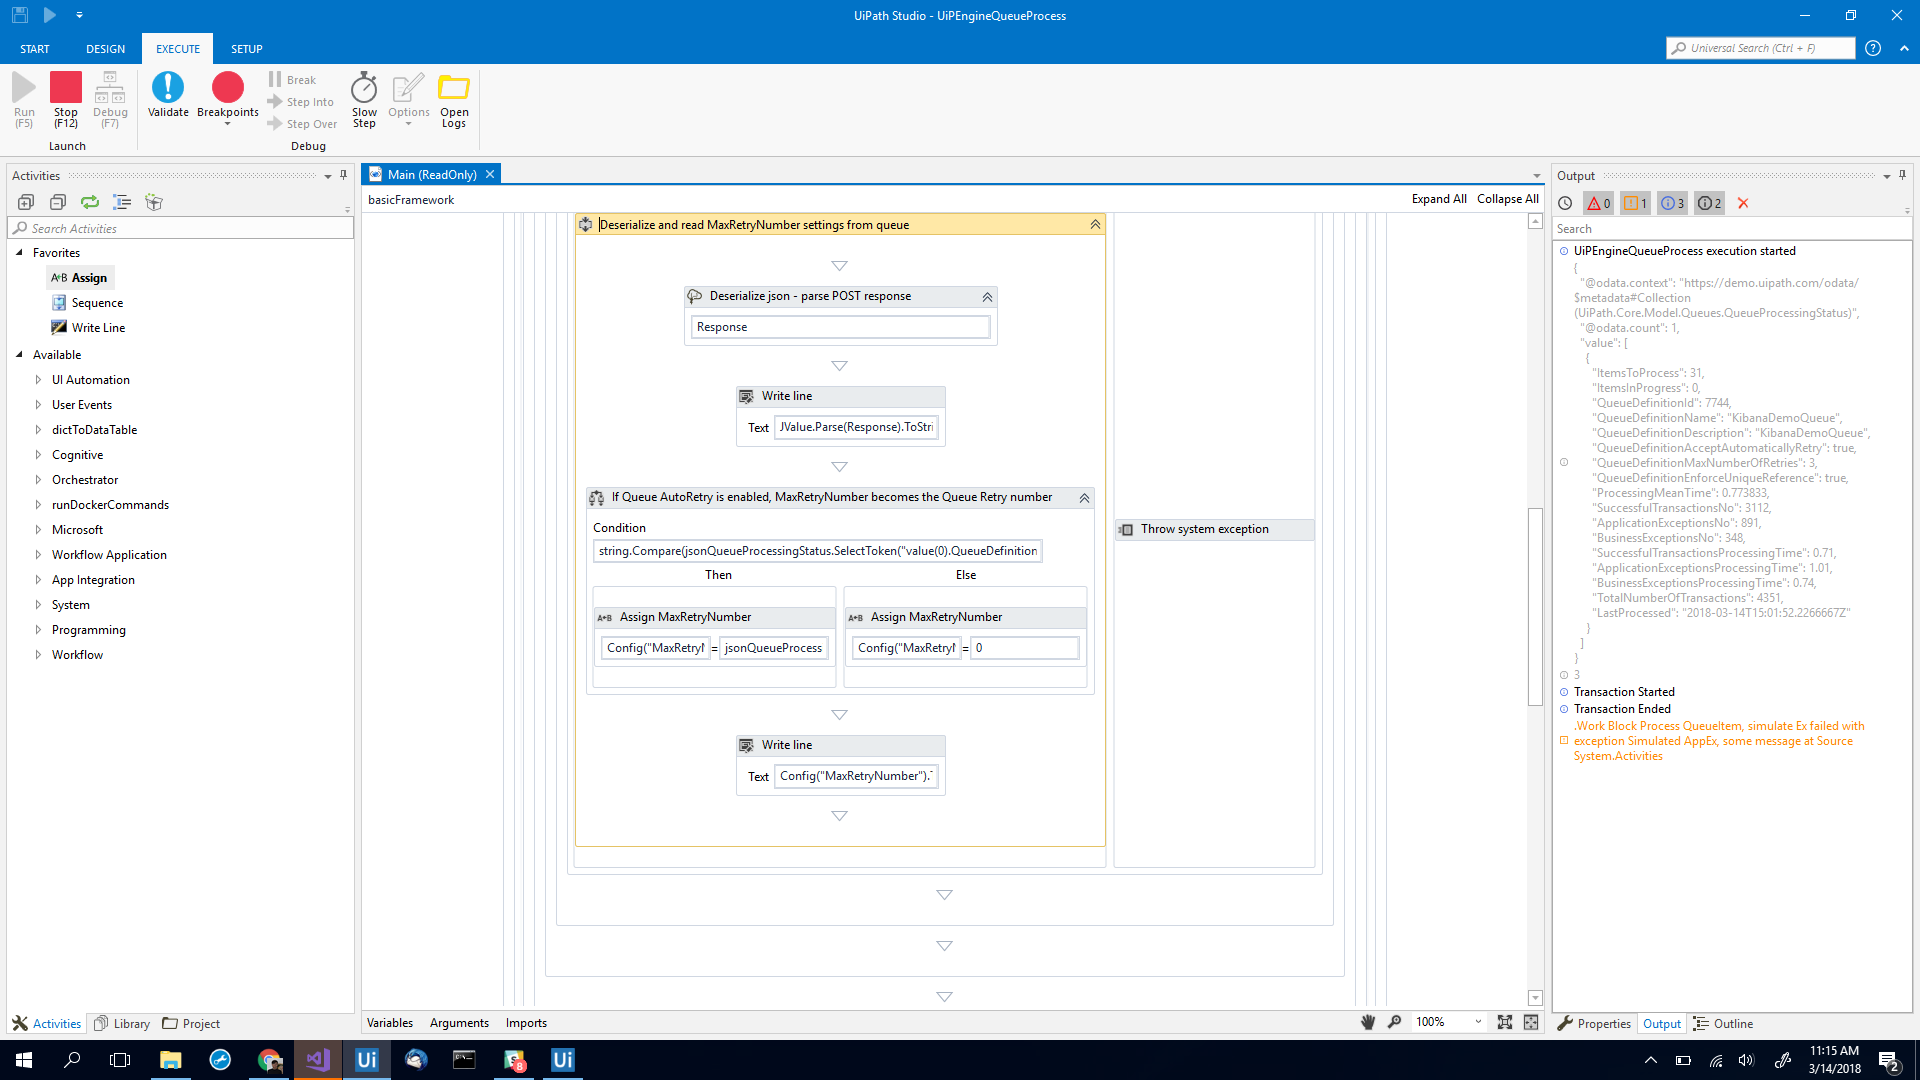 UiPath Studio - UiPEngineQueueProcess
START
DESIGN
EXECUTE
SETUP
Universal Search (Ctrl + F)
Run
(F5)
Stop
(F12)
Debug
(F7)
Launch
Validate
Breakpoints
Break
Step Into
Step Over
Slow
Step
Options
Open
Logs
Debug
Activities
Search Activities
Favorites
A+B Assign
Sequence
Write Line
Available
UI Automation
User Events
dictToDataTable
Cognitive
Orchestrator
runDockerCommands
Microsoft
Workflow Application
App Integration
System
Programming
Workflow
Activities
Library
Project
Main (ReadOnly)
basicFramework
Expand All
Collapse All
Deserialize and read MaxRetryNumber settings from queue
Deserialize json - parse POST response
Response
Write line
Text JValue.Parse(Response).ToStri
If Queue AutoRetry is enabled, MaxRetryNumber becomes the Queue Retry number
Condition
string.Compare(jsonQueueProcessingStatus.SelectToken("value(0).QueueDefinition
Then
Else
A+B Assign MaxRetryNumber
Config("MaxRetryN = jsonQueueProcess
A+B Assign MaxRetryNumber
Config("MaxRetryN = 0
Write line
Text Config("MaxRetryNumber").T
Throw system exception
Variables
Arguments
Imports
100%
Output
0
1
3
2
Search
UiPEngineQueueProcess execution started
{
"@odata.context": "https://demo.uipath.com/odata/
$metadata#Collection
(UiPath.Core.Model.Queues.QueueProcessingStatus)",
"@odata.count": 1,
"value": [
{
"ItemsToProcess": 31,
"ItemsInProgress": 0,
"QueueDefinitionId": 7744,
"QueueDefinitionName": "KibanaDemoQueue",
"QueueDefinitionDescription": "KibanaDemoQueue",
"QueueDefinitionAcceptAutomaticallyRetry": true,
"QueueDefinitionMaxNumberOfRetries": 3,
"QueueDefinitionEnforceUniqueReference": true,
"ProcessingMeanTime": 0.773833,
"SuccessfulTransactionsNo": 3112,
"ApplicationExceptionsNo": 891,
"BusinessExceptionsNo": 348,
"SuccessfulTransactionsProcessingTime": 0.71,
"ApplicationExceptionsProcessingTime": 1.01,
"BusinessExceptionsProcessingTime": 0.74,
"TotalNumberOfTransactions": 4351,
"LastProcessed": "2018-03-14T15:01:52.2266667Z"
}
]
}
3
Transaction Started
Transaction Ended
.Work Block Process QueueItem, simulate Ex failed with
exception Simulated AppEx, some message at Source
System.Activities
Properties
Output
Outline
Ui
8
Ui
11:15 AM
3/14/2018
2